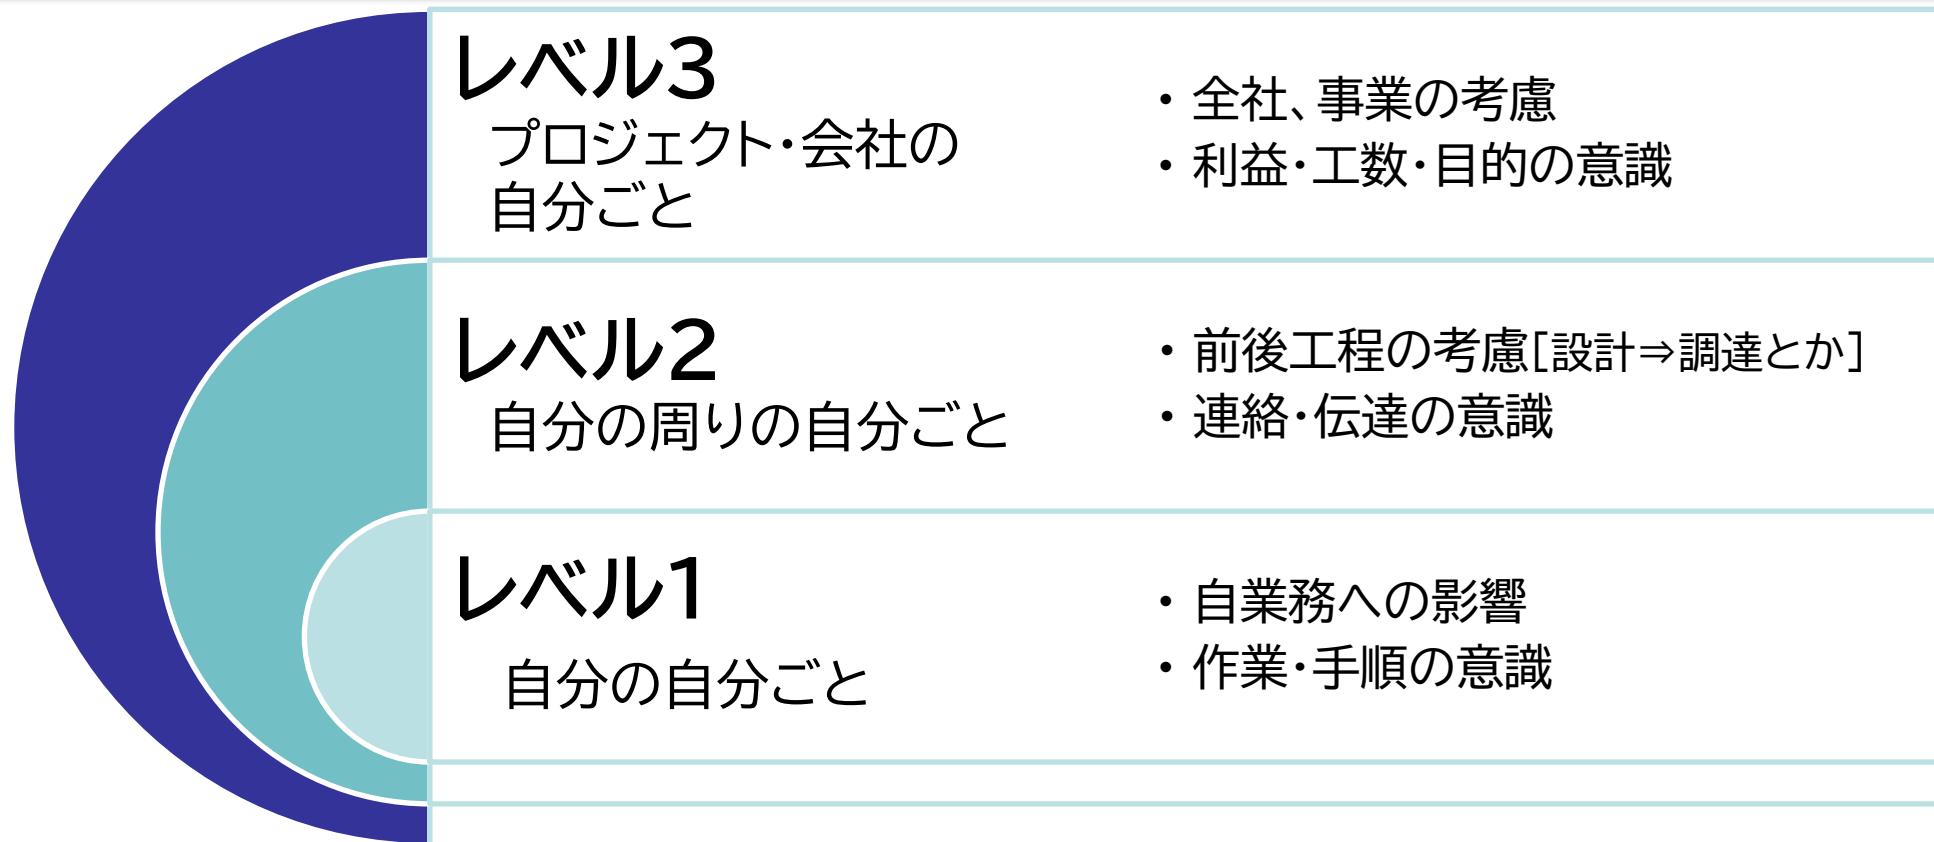 レベル3
プロジェクト・会社の
自分ごと
・全社、事業の考慮
・利益・工数・目的の意識
レベル2
自分の周りの自分ごと
・前後工程の考慮[設計⇒調達とか]
・連絡・伝達の意識
レベル1
自分の自分ごと
・自業務への影響
・作業・手順の意識